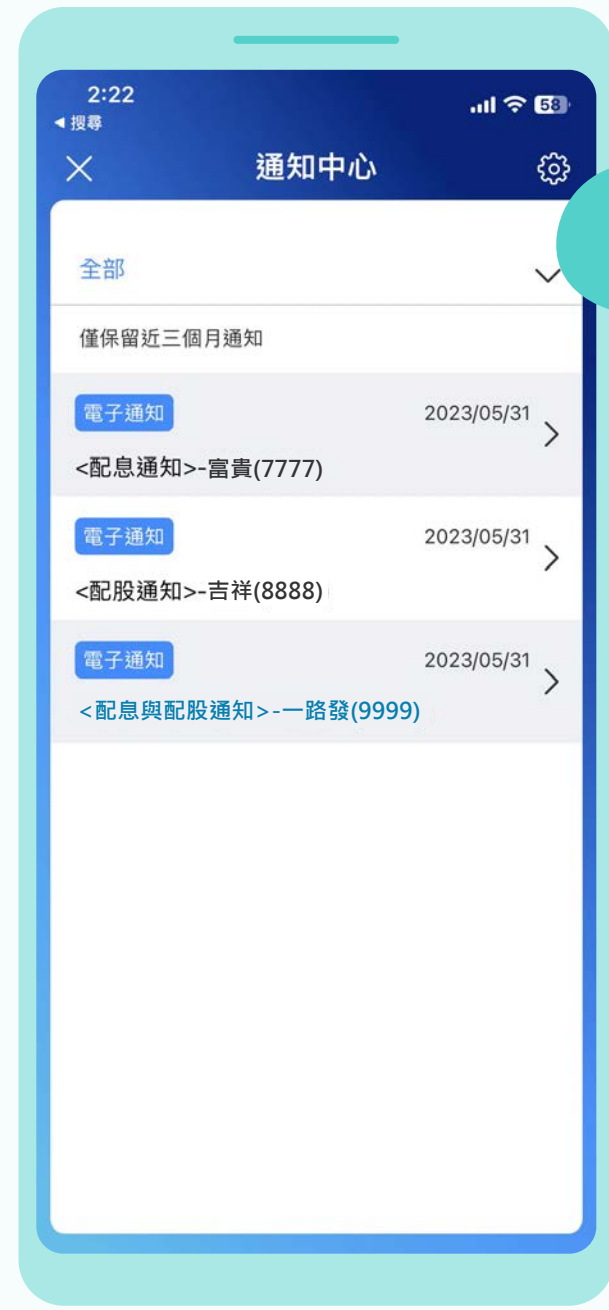 2:22
58
◀ 搜尋
通知中心
全部
僅保留近三個月通知
電子通知
2023/05/31
<配息通知>-富貴(7777)
電子通知
2023/05/31
<配股通知>-吉祥(8888)
電子通知
2023/05/31
<配息與配股通知>-一路發(9999)